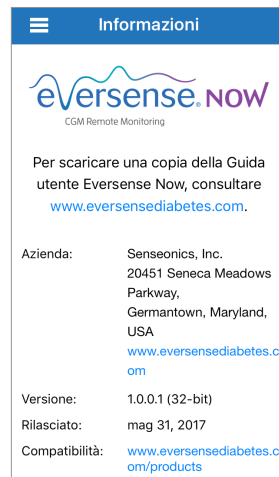 Informazioni
eversense. NOW
CGM Remote Monitoring
Per scaricare una copia della Guida
utente Eversense Now, consultare
www.eversensediabetes.com.
Azienda: Senseonics, Inc.
20451 Seneca Meadows
Parkway,
Germantown, Maryland,
USA
www.eversensediabetes.c
om
Versione: 1.0.0.1 (32-bit)
Rilasciato: mag 31, 2017
Compatibilità: www.eversensediabetes.c
om/products